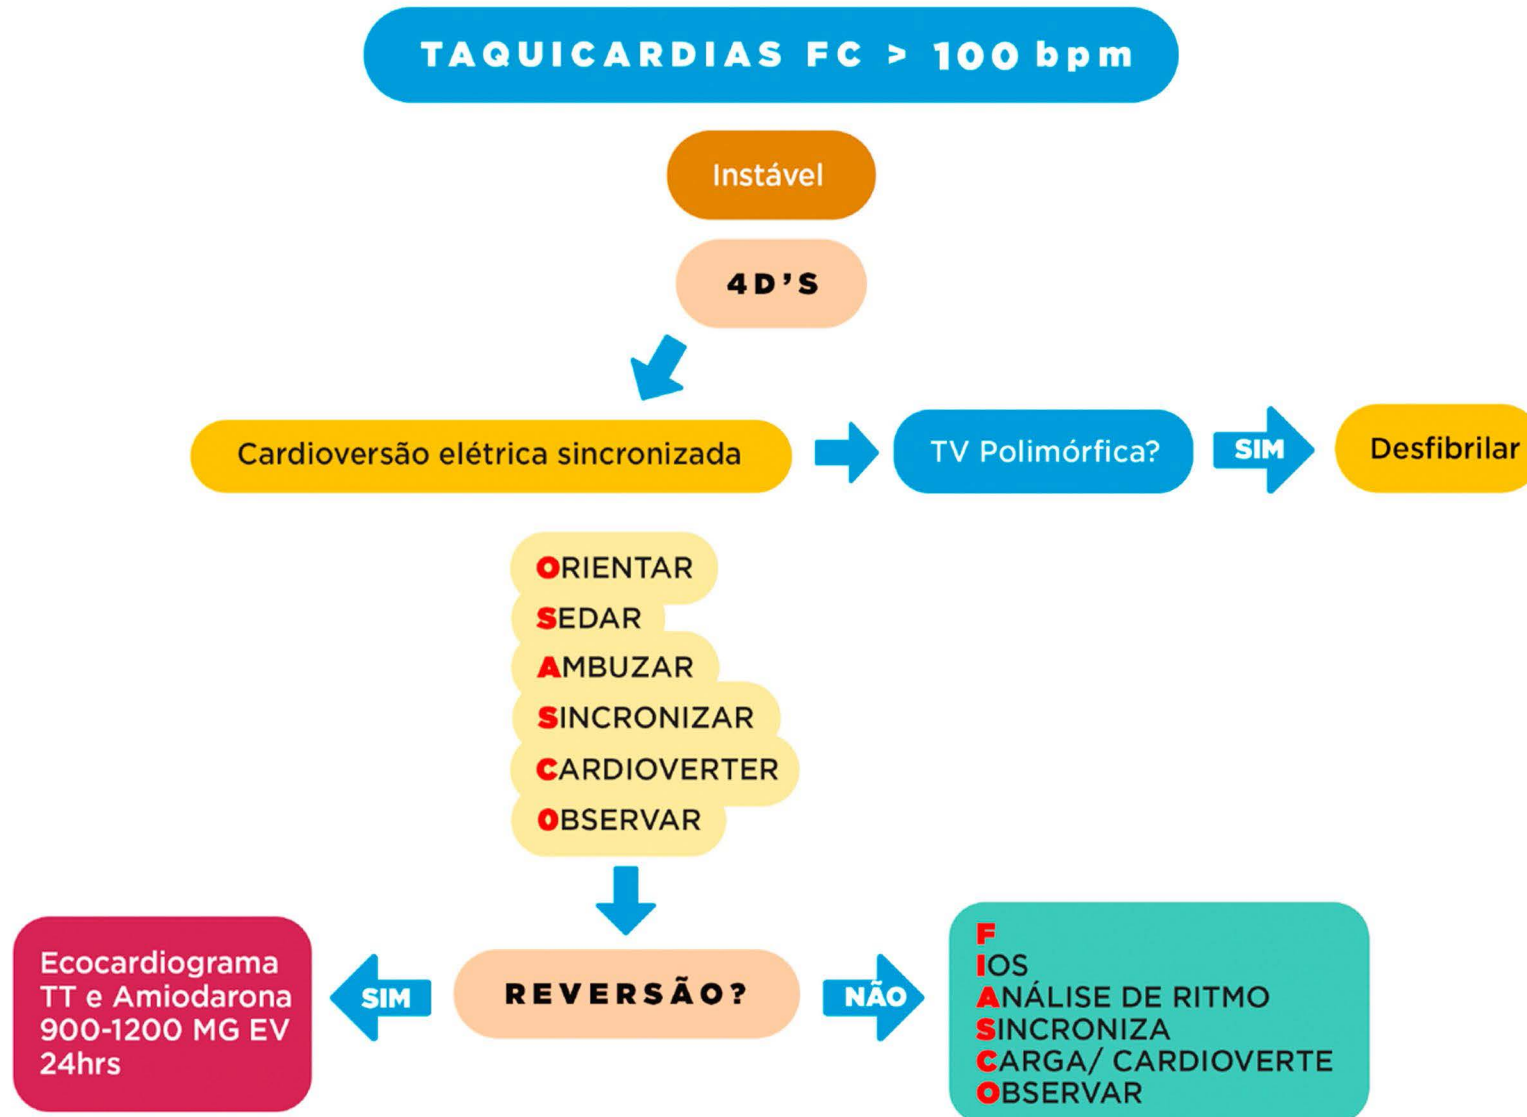 TAQUICARDIAS FC > 100 bpm
Instável
4D'S
Cardioversão elétrica sincronizada
TV Polimórfica?
SIM
Desfibrilar
ORIENTAR
SEDAR
AMBUZAR
SINCRONIZAR
CARDIOVERTER
OBSERVAR
Ecocardiograma
TT e Amiodarona
900-1200 MG EV
24hrs
SIM
REVERSÃO?
NÃO
F
IOS
ANÁLISE DE RITMO
SINCRONIZA
CARGA/ CARDIOVERTE
OBSERVAR